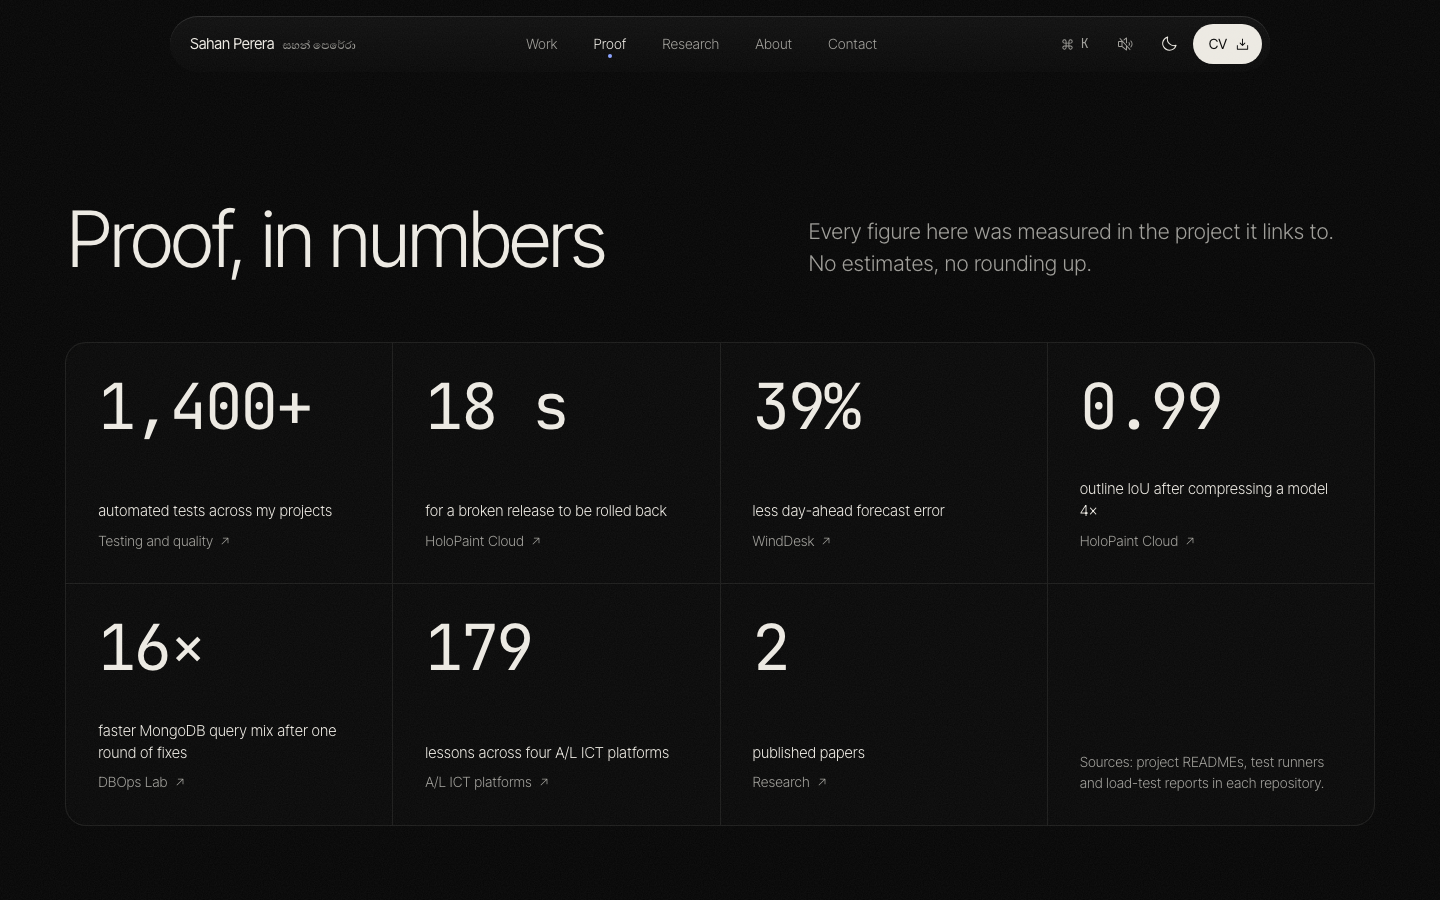 Sahan Perera සහන් පෙරේරා Work Proof Research About Contact ⌘ K CV
Proof, in numbers
Every figure here was measured in the project it links to.
No estimates, no rounding up.
1,400+
automated tests across my projects
Testing and quality ↗
18 s
for a broken release to be rolled back
HoloPaint Cloud ↗
39%
less day-ahead forecast error
WindDesk ↗
0.99
outline IoU after compressing a model
4×
HoloPaint Cloud ↗
16×
faster MongoDB query mix after one
round of fixes
DBOps Lab ↗
179
lessons across four A/L ICT platforms
A/L ICT platforms ↗
2
published papers
Research ↗
Sources: project READMEs, test runners
and load-test reports in each repository.